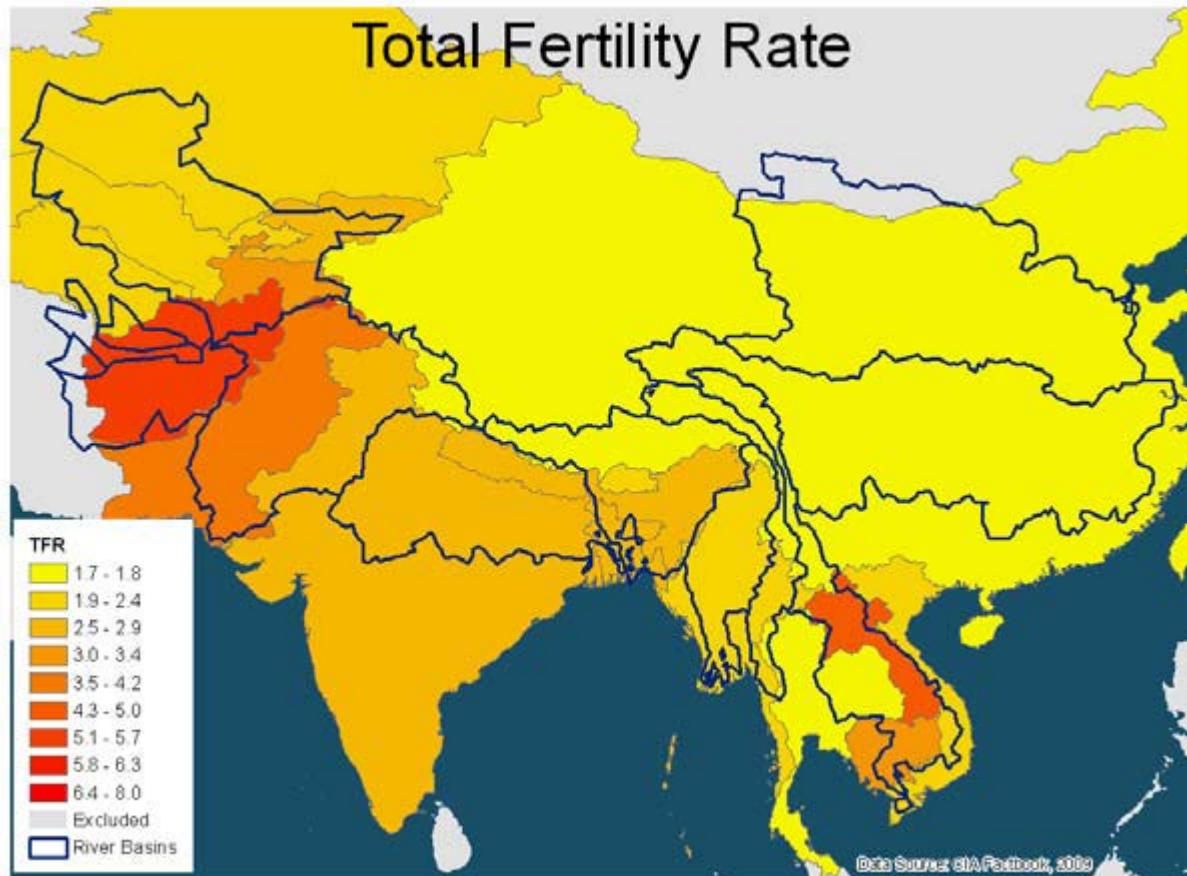 Total Fertility Rate
TFR
1.7 - 1.8
1.9 - 2.4
2.5 - 2.9
3.0 - 3.4
3.5 - 4.2
4.3 - 5.0
5.1 - 5.7
5.8 - 6.3
6.4 - 8.0
Excluded
River Basins
Data Source: CIA Factbook, 2009